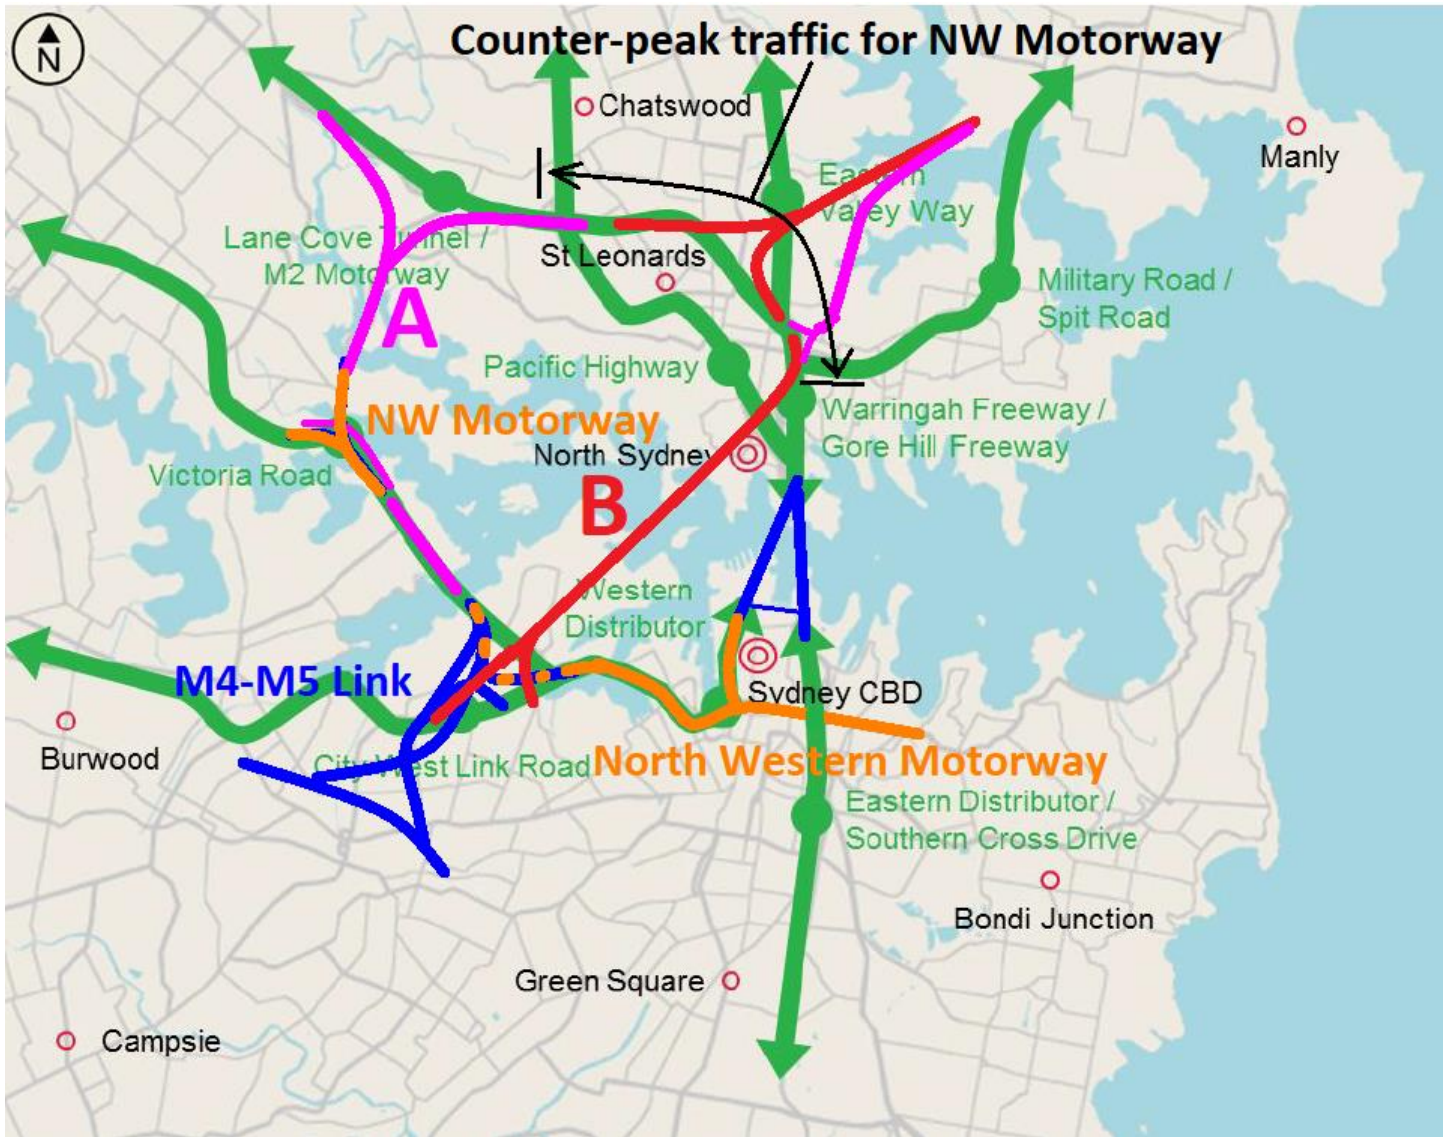 Counter-peak traffic for NW Motorway
N
Chatswood
Manly
Eastern
Valley Way
Lane Cove Tunnel /
M2 Motorway
St Leonards
A
Military Road /
Spit Road
Pacific Highway
NW Motorway
Warringah Freeway /
Gore Hill Freeway
North Sydney
Victoria Road
B
Western
Distributor
M4-M5 Link
Sydney CBD
Burwood
City West Link Road
North Western Motorway
Eastern Distributor /
Southern Cross Drive
Bondi Junction
Green Square
Campsie